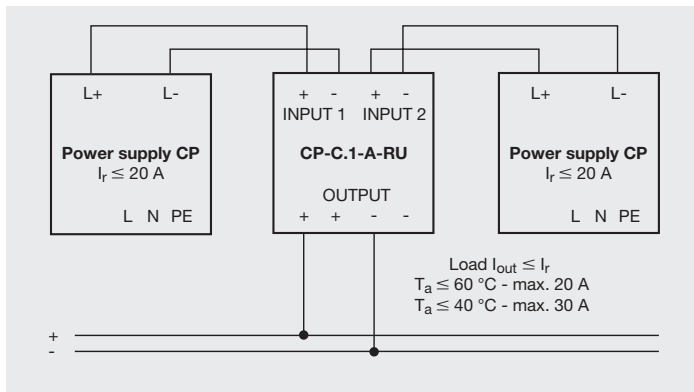 L+ L-
Power supply CP
Iᵣ ≤ 20 A
L N PE
+ - + -
INPUT 1 INPUT 2
CP-C.1-A-RU
OUTPUT
+ + - -
L+ L-
Power supply CP
Iᵣ ≤ 20 A
L N PE
Load Iout ≤ Iᵣ
Ta ≤ 60 °C - max. 20 A
Ta ≤ 40 °C - max. 30 A
+
-